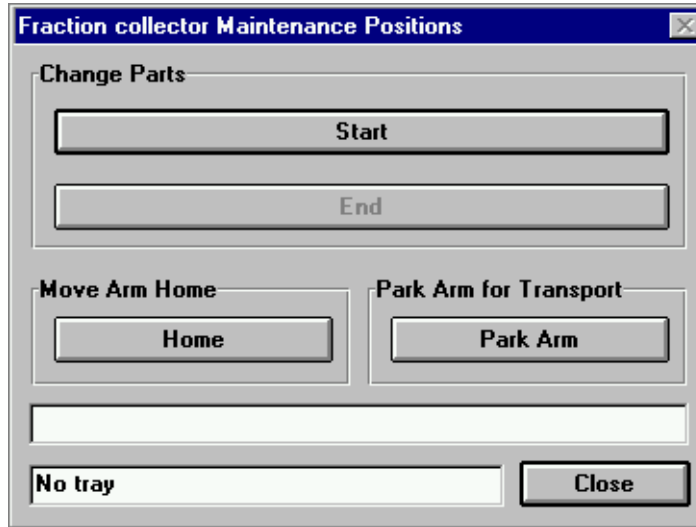 Fraction collector Maintenance Positions
Change Parts
Start
End
Move Arm Home
Home
Park Arm for Transport
Park Arm
No tray
Close